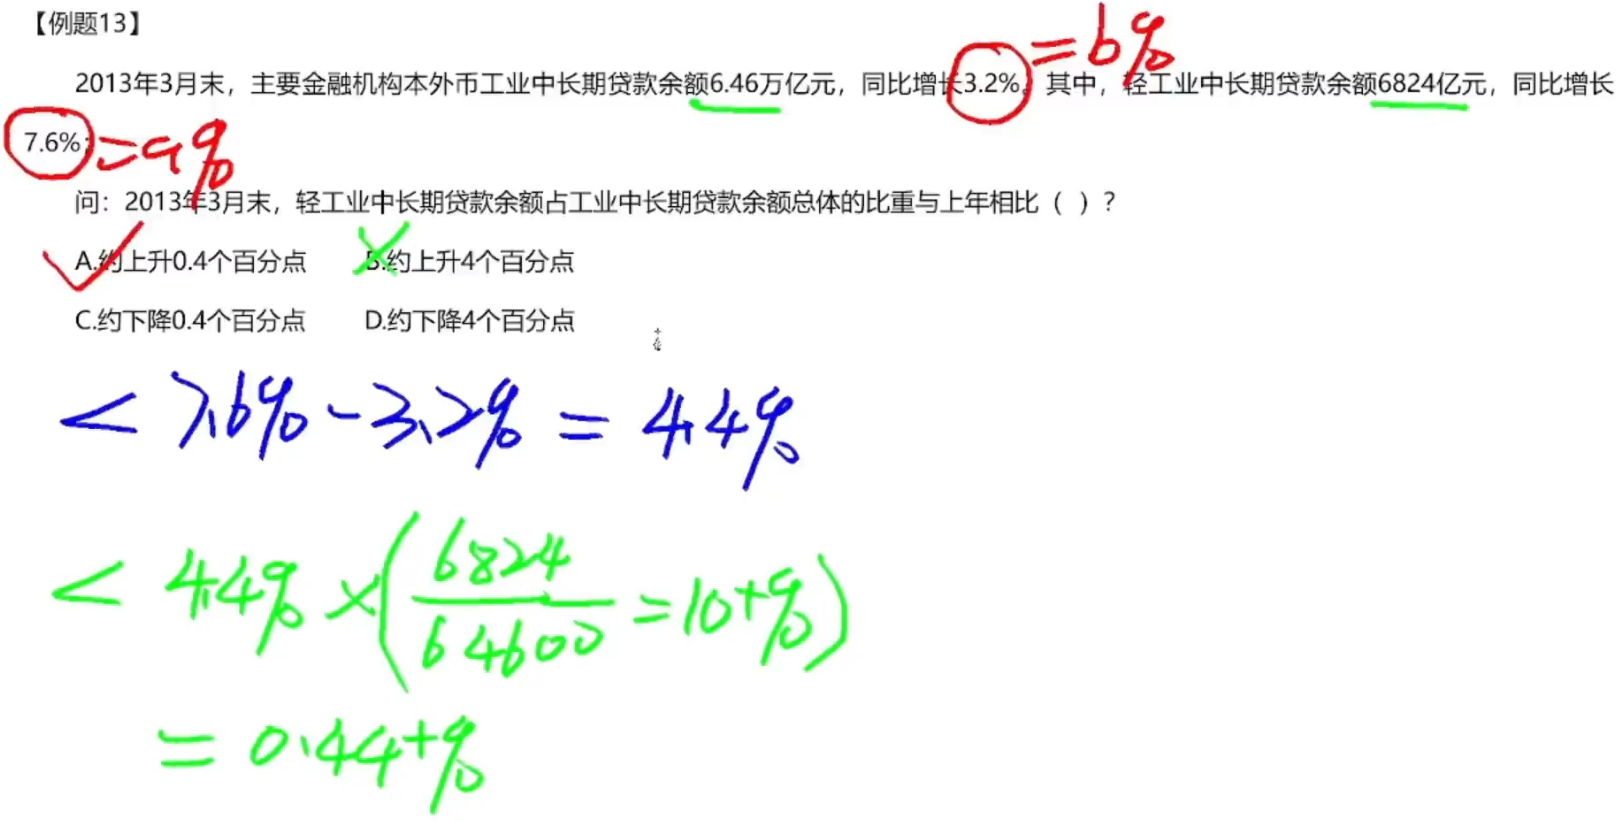 【例题13】
=b%
2013年3月末，主要金融机构本外币工业中长期贷款余额6.46万亿元，同比增长3.2%。其中，轻工业中长期贷款余额6824亿元，同比增长
7.6%；=a%
问：2013年3月末，轻工业中长期贷款余额占工业中长期贷款余额总体的比重与上年相比（ ）？
A.约上升0.4个百分点 B.约上升4个百分点
C.约下降0.4个百分点 D.约下降4个百分点
< 7.6% - 3.2% = 4.4%
< 4.4% × (6824/64600 = 10+%)
= 0.44+%